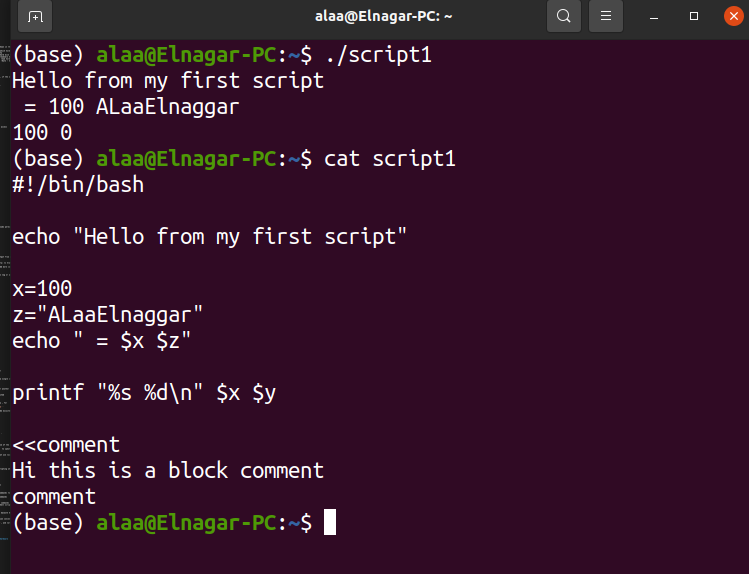 alaa@Elnagar-PC: ~
(base) alaa@Elnagar-PC:~$ ./script1
Hello from my first script
 = 100 ALaaElnaggar
100 0
(base) alaa@Elnagar-PC:~$ cat script1
#!/bin/bash

echo "Hello from my first script"

x=100
z="ALaaElnaggar"
echo " = $x $z"

printf "%s %d\n" $x $y

<<comment
Hi this is a block comment
comment
(base) alaa@Elnagar-PC:~$